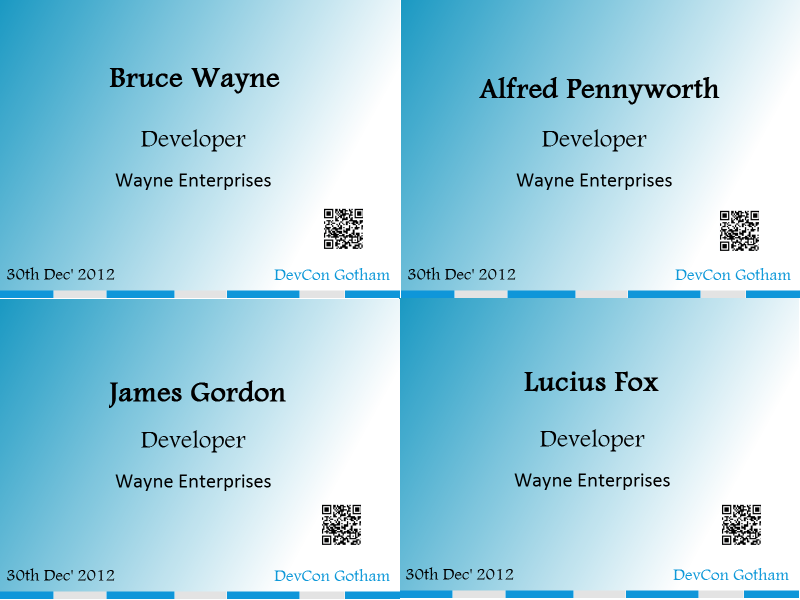 Bruce Wayne
Developer
Wayne Enterprises
30th Dec' 2012
DevCon Gotham
Alfred Pennyworth
Developer
Wayne Enterprises
30th Dec' 2012
DevCon Gotham
James Gordon
Developer
Wayne Enterprises
30th Dec' 2012
DevCon Gotham
Lucius Fox
Developer
Wayne Enterprises
30th Dec' 2012
DevCon Gotham